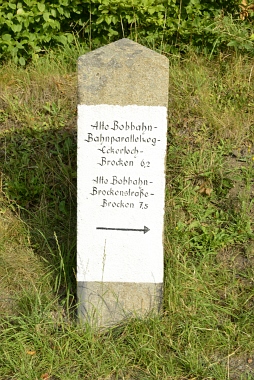 Alte Bobbahn-
Bahnparallelweg-
Eckerloch-
Brocken 6,2
Alte Bobbahn-
Brockenstraße-
Brocken 7,5